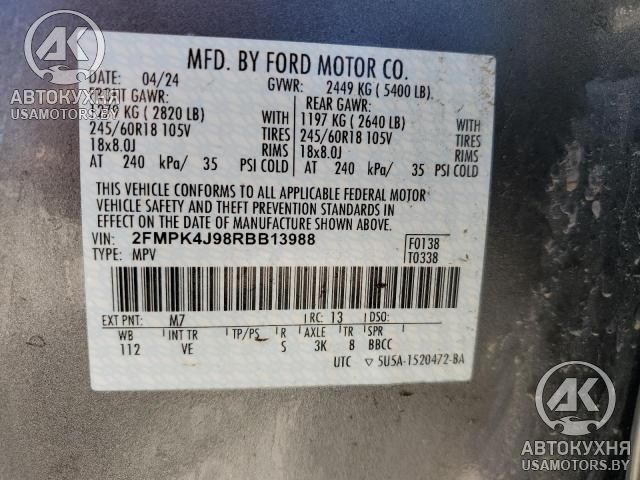 MFD. BY FORD MOTOR CO.
DATE: 04/24 GVWR: 2449 KG (5400 LB)
FRONT GAWR: REAR GAWR:
KG (2820 LB) WITH 1197 KG (2640 LB) WITH
245/60R18 105V TIRES 245/60R18 105V TIRES
18x8.0J RIMS 18x8.0J RIMS
AT 240 kPa/ 35 PSI COLD AT 240 kPa/ 35 PSI COLD
THIS VEHICLE CONFORMS TO ALL APPLICABLE FEDERAL MOTOR
VEHICLE SAFETY AND THEFT PREVENTION STANDARDS IN
EFFECT ON THE DATE OF MANUFACTURE SHOWN ABOVE.
VIN: 2FMPK4J98RBB13988 F0138
TYPE: MPV T0338
EXT PNT: M7 RC: 13 DSO:
WB INT TR TP/PS R AXLE TR SPR
112 VE S 3K 8 BBCC
UTC ▽ 5U5A-1520472-BA
АК
АВТОКУХНЯ
USAMOTORS.BY
АК
АВТОКУХНЯ
USAMOTORS.BY